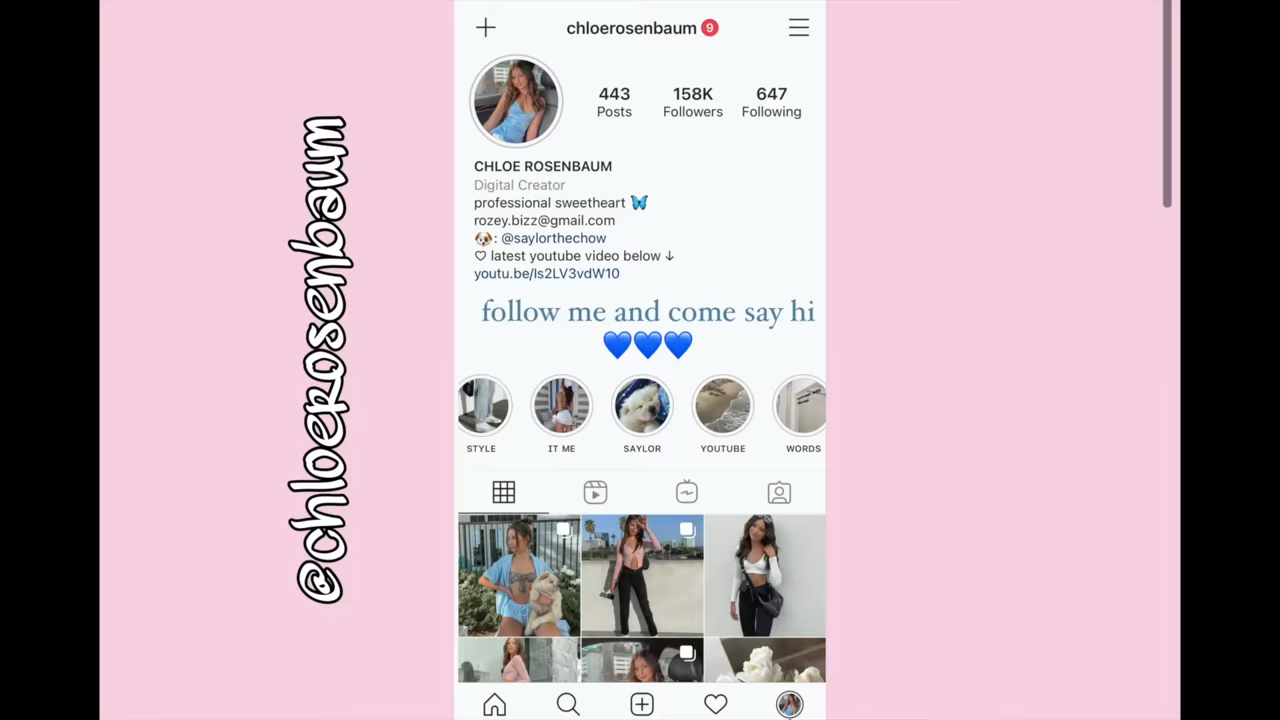 @chloerosenbaum
chloerosenbaum 9
443 158K 647
Posts Followers Following
CHLOE ROSENBAUM
Digital Creator
professional sweetheart 🦋
rozey.bizz@gmail.com
🐶: @saylorthechow
♡ latest youtube video below ↓
youtu.be/ls2LV3vdW10
follow me and come say hi
💙💙💙
STYLE IT ME SAYLOR YOUTUBE WORDS